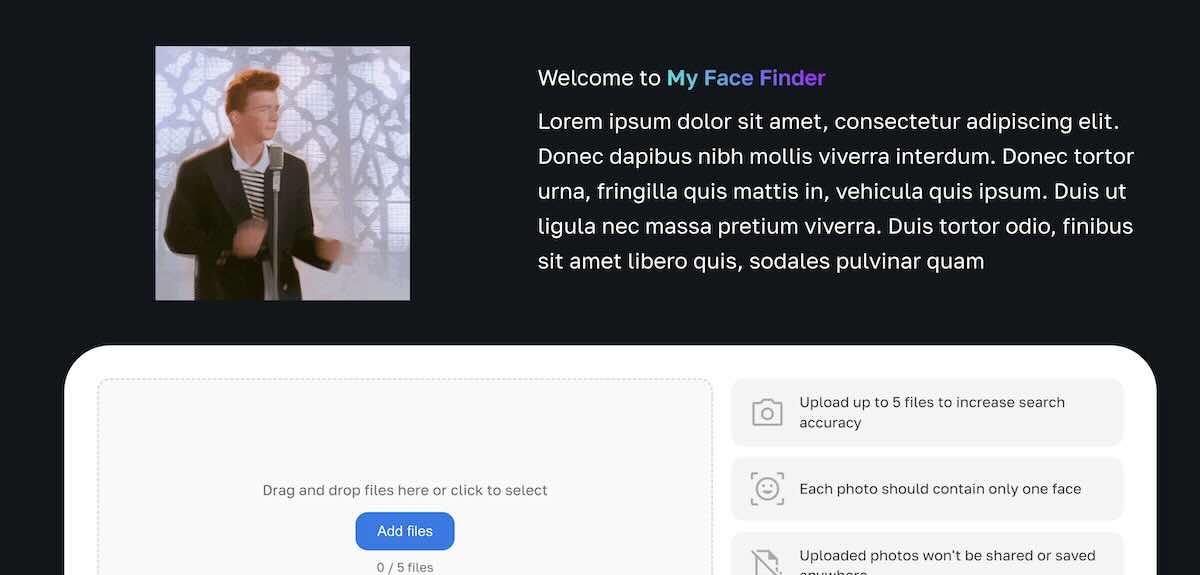 Welcome to My Face Finder
Lorem ipsum dolor sit amet, consectetur adipiscing elit.
Donec dapibus nibh mollis viverra interdum. Donec tortor
urna, fringilla quis mattis in, vehicula quis ipsum. Duis ut
ligula nec massa pretium viverra. Duis tortor odio, finibus
sit amet libero quis, sodales pulvinar quam
Drag and drop files here or click to select
Add files
0 / 5 files
Upload up to 5 files to increase search
accuracy
Each photo should contain only one face
Uploaded photos won't be shared or saved
anywhere